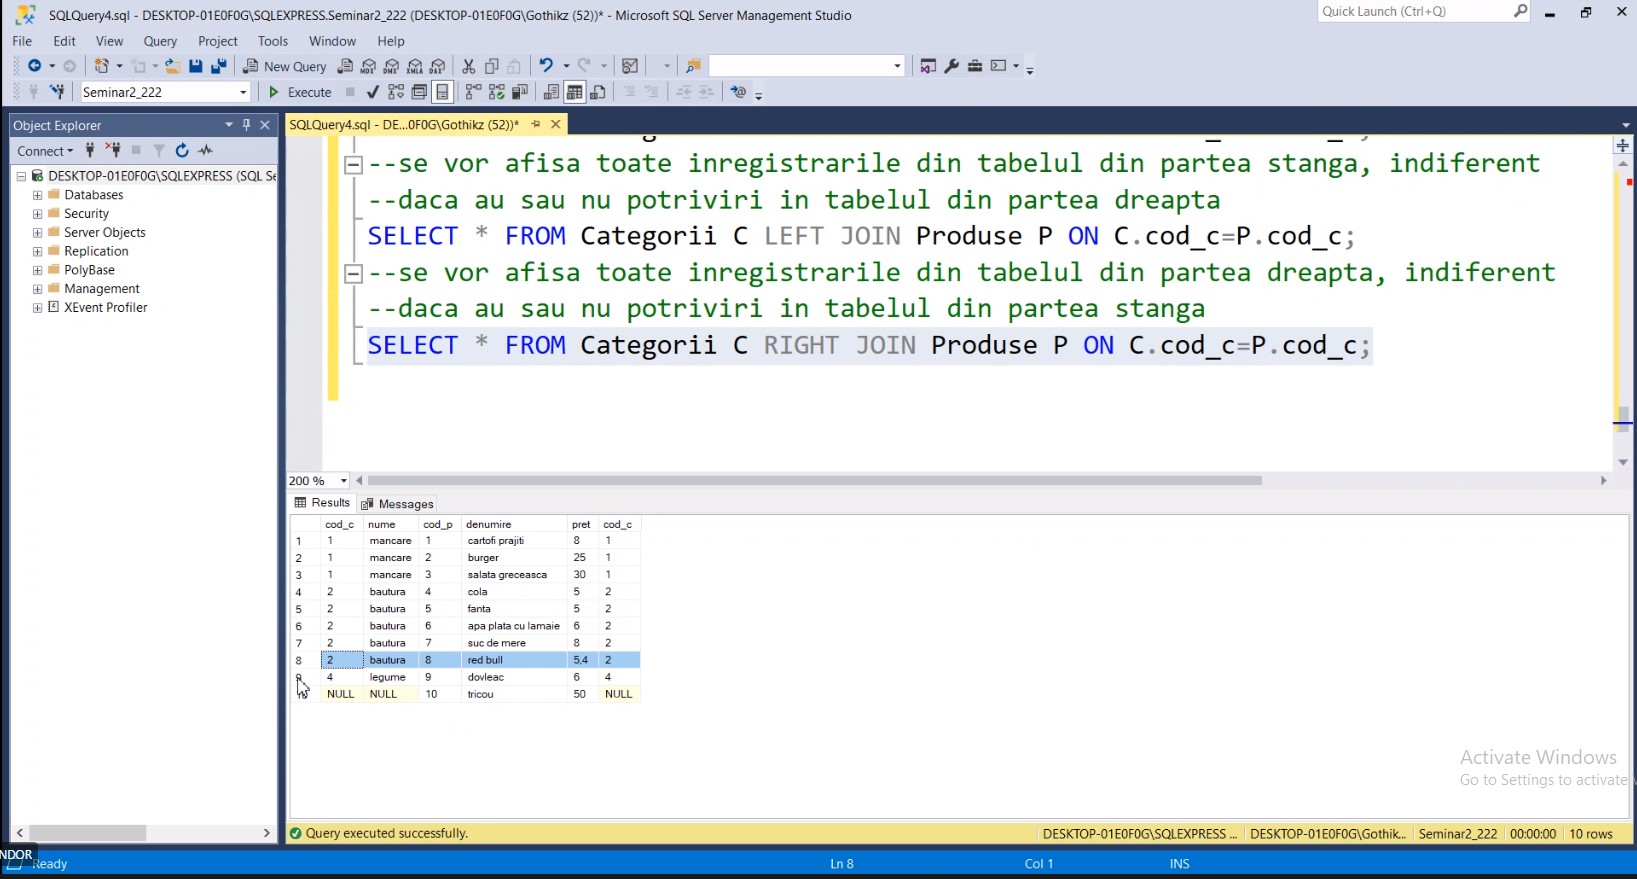 SQLQuery4.sql - DESKTOP-01E0F0G\SQLEXPRESS.Seminar2_222 (DESKTOP-01E0F0G\Gothikz (52))* - Microsoft SQL Server Management Studio
Quick Launch (Ctrl+Q)
File Edit View Query Project Tools Window Help
New Query MDX DMX XMLA DAX
Seminar2_222 Execute
Object Explorer
SQLQuery4.sql - DE...0F0G\Gothikz (52))*
Connect
DESKTOP-01E0F0G\SQLEXPRESS (SQL Se
Databases
Security
Server Objects
Replication
PolyBase
Management
XEvent Profiler
--se vor afisa toate inregistrarile din tabelul din partea stanga, indiferent
--daca au sau nu potriviri in tabelul din partea dreapta
SELECT * FROM Categorii C LEFT JOIN Produse P ON C.cod_c=P.cod_c;
--se vor afisa toate inregistrarile din tabelul din partea dreapta, indiferent
--daca au sau nu potriviri in tabelul din partea stanga
SELECT * FROM Categorii C RIGHT JOIN Produse P ON C.cod_c=P.cod_c;
200 %
Results Messages
cod_c nume cod_p denumire pret cod_c
1 1 mancare 1 cartofi prajiti 8 1
2 1 mancare 2 burger 25 1
3 1 mancare 3 salata greceasca 30 1
4 2 bautura 4 cola 5 2
5 2 bautura 5 fanta 5 2
6 2 bautura 6 apa plata cu lamaie 6 2
7 2 bautura 7 suc de mere 8 2
8 2 bautura 8 red bull 5,4 2
9 4 legume 9 dovleac 6 4
10 NULL NULL 10 tricou 50 NULL
Activate Windows
Go to Settings to activate
Query executed successfully.
DESKTOP-01E0F0G\SQLEXPRESS ... DESKTOP-01E0F0G\Gothik... Seminar2_222 00:00:00 10 rows
NDOR
Ready Ln 8 Col 1 INS